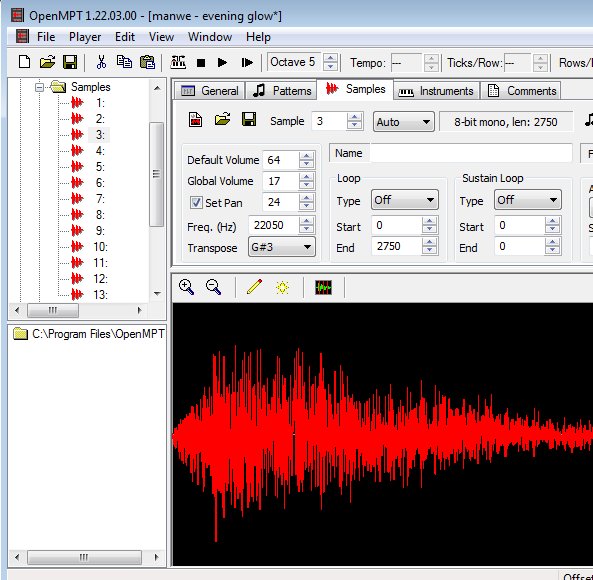 OpenMPT 1.22.03.00 - [manwe - evening glow*]
File Player Edit View Window Help
Octave 5 Tempo: --- Ticks/Row: --- Rows/
Samples
1:
2:
3:
4:
5:
6:
7:
8:
9:
10:
11:
12:
13:
C:\Program Files\OpenMPT
General Patterns Samples Instruments Comments
Sample 3 Auto 8-bit mono, len: 2750
Default Volume 64
Global Volume 17
Set Pan 24
Freq. (Hz) 22050
Transpose G#3
Name
Loop
Type Off
Start 0
End 2750
Sustain Loop
Type Off
Start 0
End 0
Offset